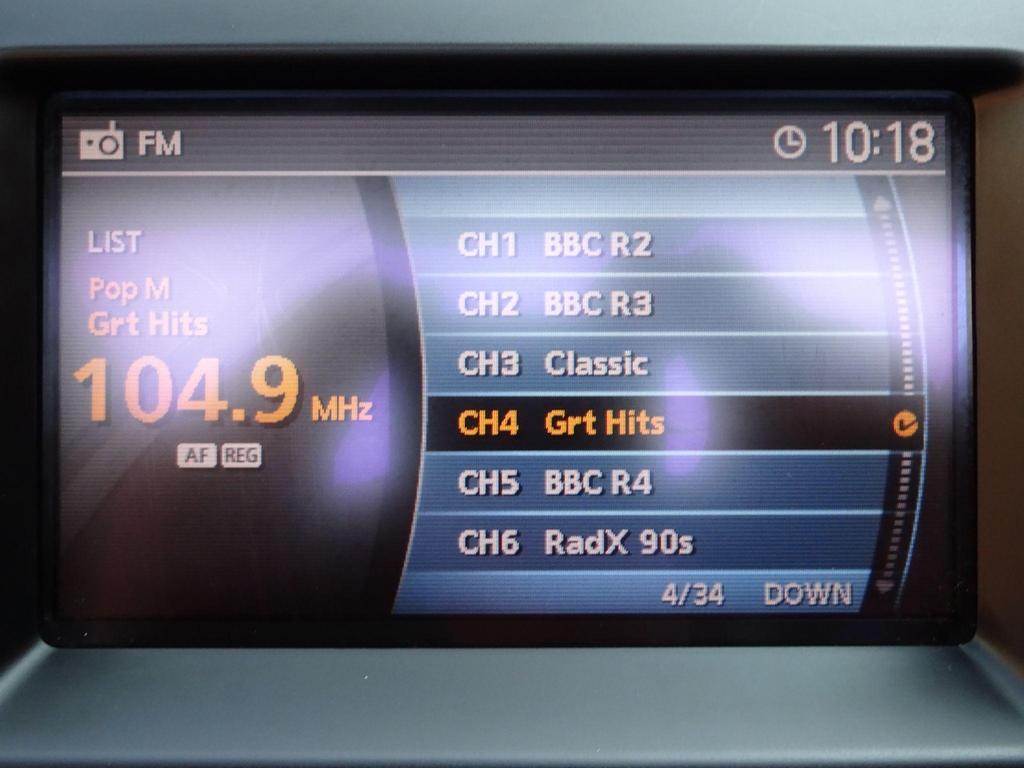 FM 10:18
LIST
Pop M
Grt Hits
104.9 MHz
AF REG
CH1 BBC R2
CH2 BBC R3
CH3 Classic
CH4 Grt Hits
CH5 BBC R4
CH6 RadX 90s
4/34 DOWN